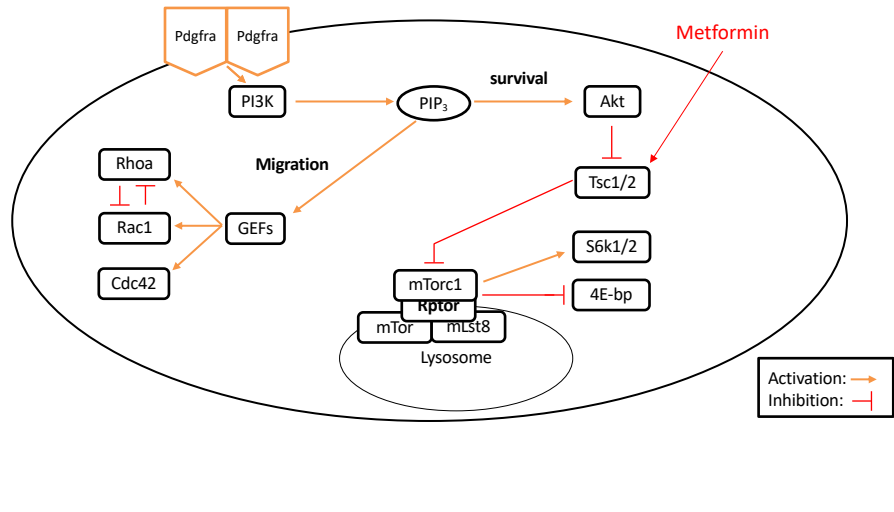 Pdgfra
Pdgfra
Metformin
survival
PI3K
PIP₃
Akt
Migration
Rhoa
Tsc1/2
Rac1
GEFs
S6k1/2
Cdc42
mTorc1
4E-bp
Rptor
mTor
mLst8
Lysosome
Activation:
Inhibition: